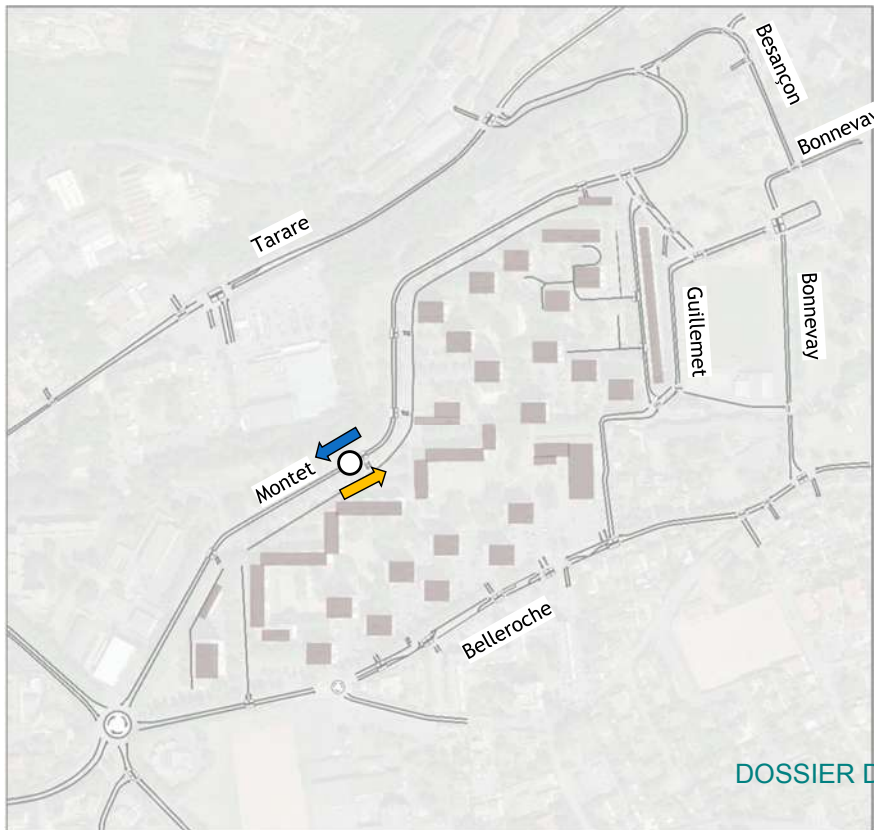 Besançon
Bonnevay
Tarare
Guillemet
Bonnevay
Montet
Belleroche
DOSSIER D